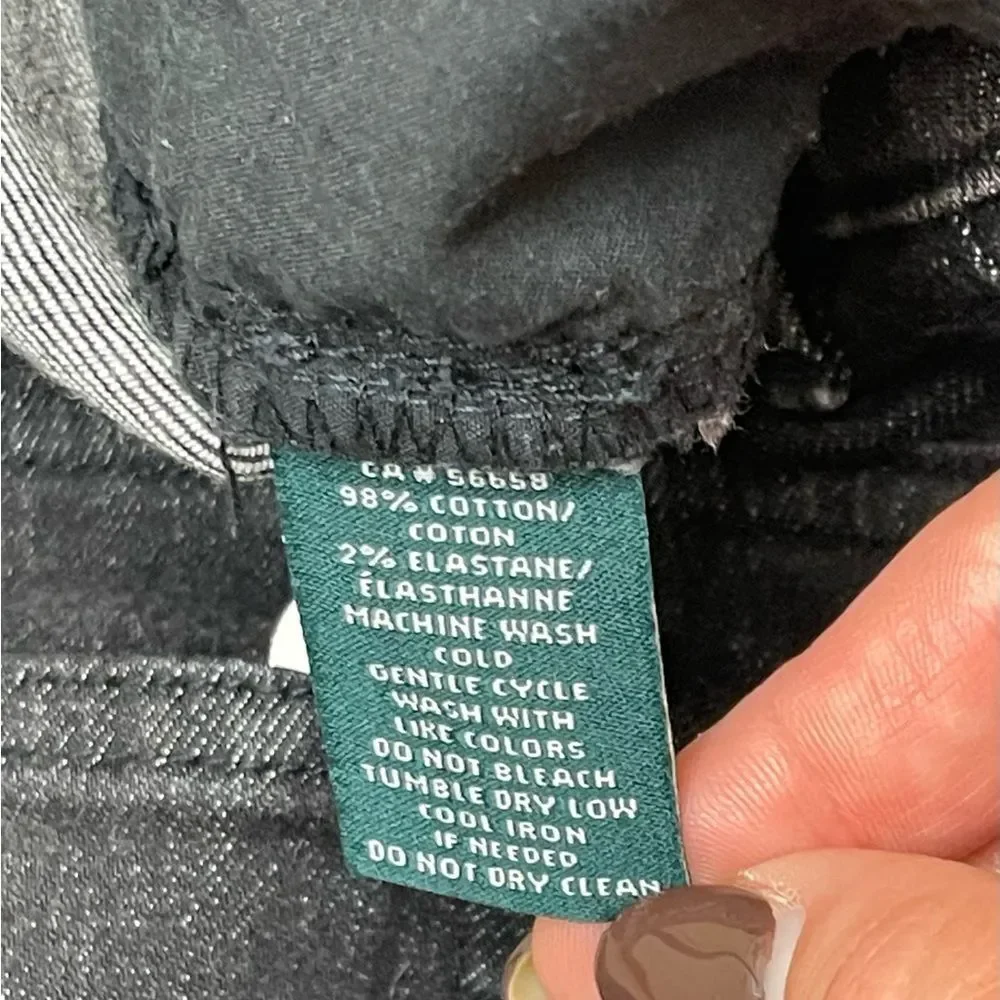 CA# 56658
98% COTTON/
COTON
2% ELASTANE/
ÉLASTHANNE
MACHINE WASH
COLD
GENTLE CYCLE
WASH WITH
LIKE COLORS
DO NOT BLEACH
TUMBLE DRY LOW
COOL IRON
IF NEEDED
DO NOT DRY CLEAN